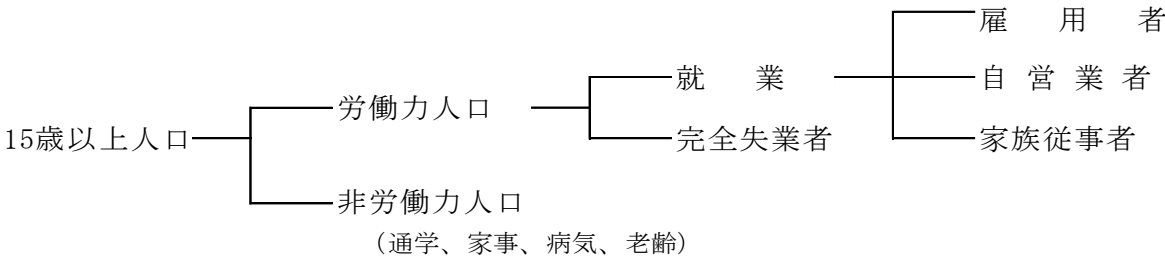 雇用者
就業
自営業者
労働力人口
15歳以上人口
完全失業者
家族従事者
非労働力人口
(通学、家事、病気、老齢)